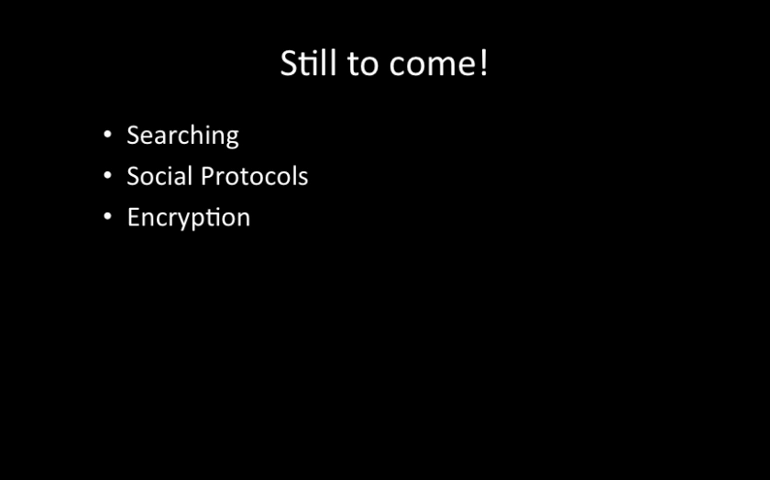 Still to come!
• Searching
• Social Protocols
• Encryption